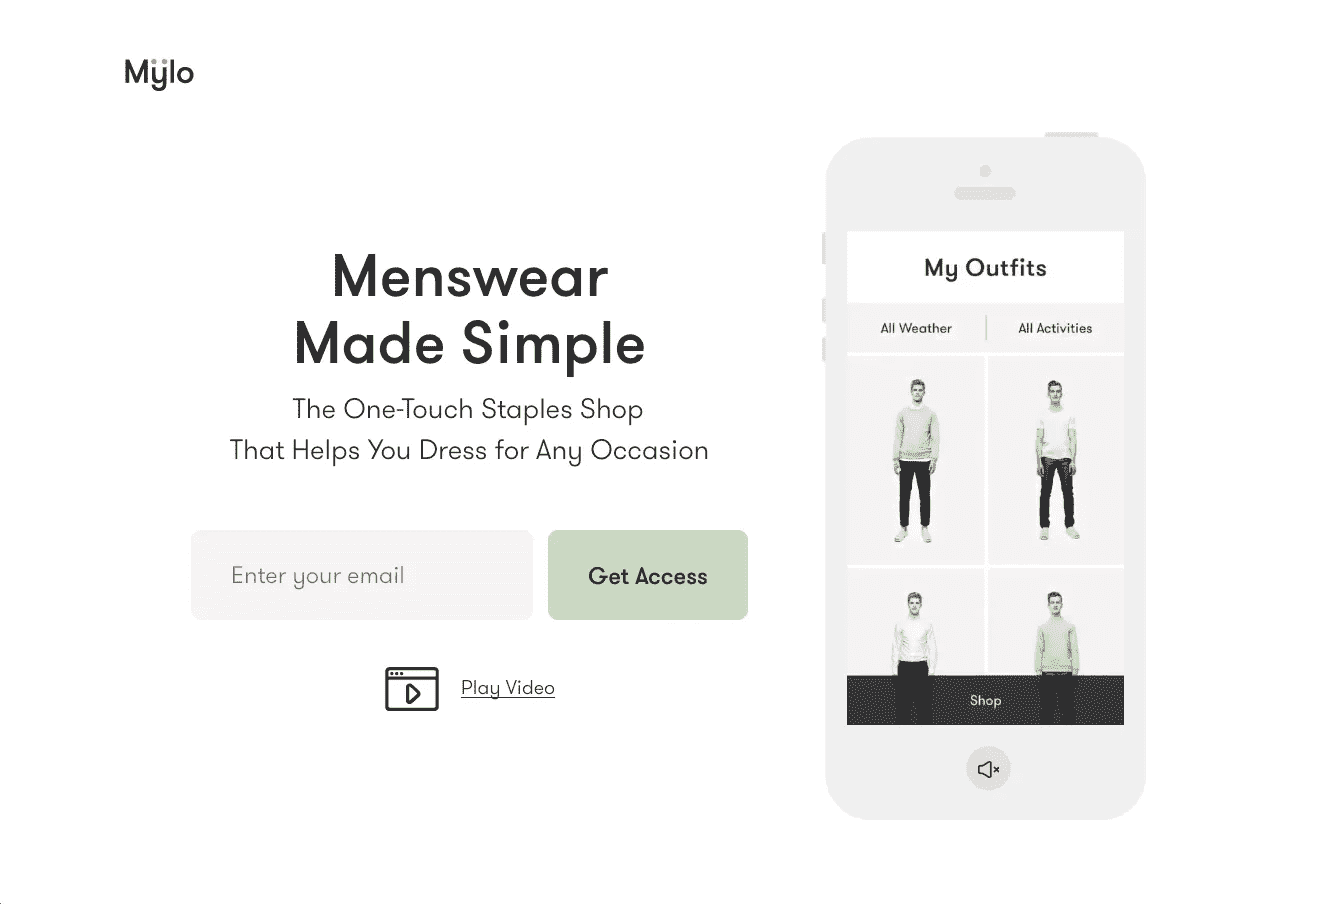 Mÿlo
Menswear
Made Simple
The One-Touch Staples Shop
That Helps You Dress for Any Occasion
Enter your email
Get Access
Play Video
My Outfits
All Weather
All Activities
Shop